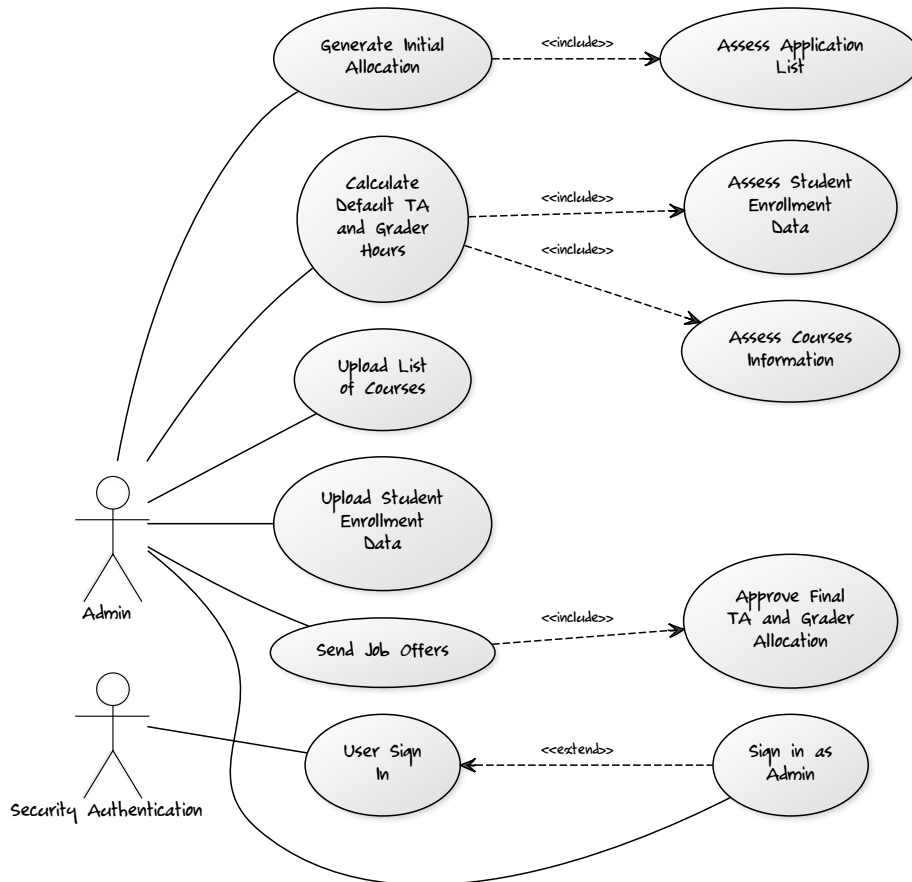 Generate Initial
Allocation
<<include>>
Assess Application
List
Calculate
Default TA
and Grader
Hours
<<include>>
Assess Student
Enrollment
Data
<<include>>
Assess Courses
Information
Upload List
of Courses
Upload Student
Enrollment
Data
Admin
Send Job Offers
<<include>>
Approve Final
TA and Grader
Allocation
Security Authentication
User Sign
In
<<extend>>
Sign in as
Admin